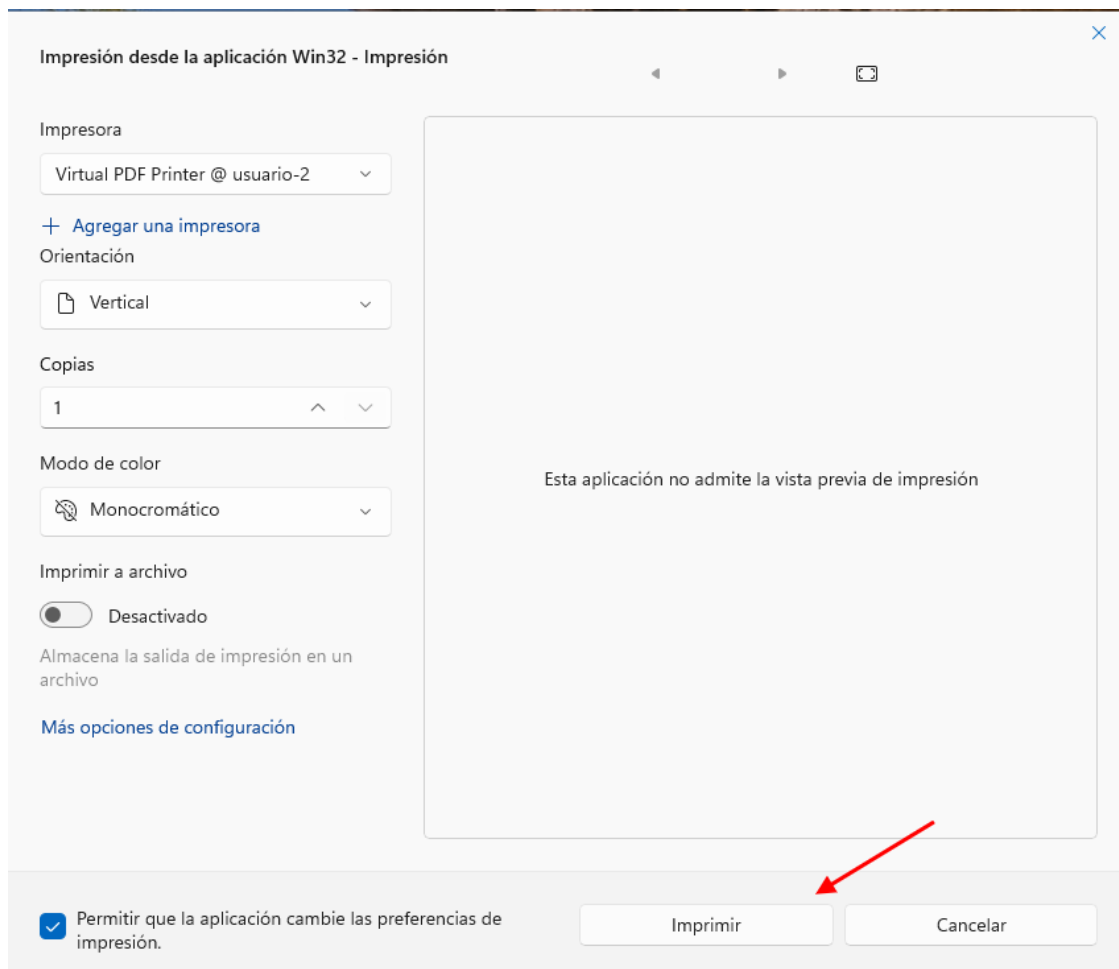 Impresión desde la aplicación Win32 - Impresión
Impresora
Virtual PDF Printer @ usuario-2
Agregar una impresora
Orientación
Vertical
Copias
1
Modo de color
Monocromático
Imprimir a archivo
Desactivado
Almacena la salida de impresión en un
archivo
Más opciones de configuración
Esta aplicación no admite la vista previa de impresión
Permitir que la aplicación cambie las preferencias de
impresión.
Imprimir
Cancelar